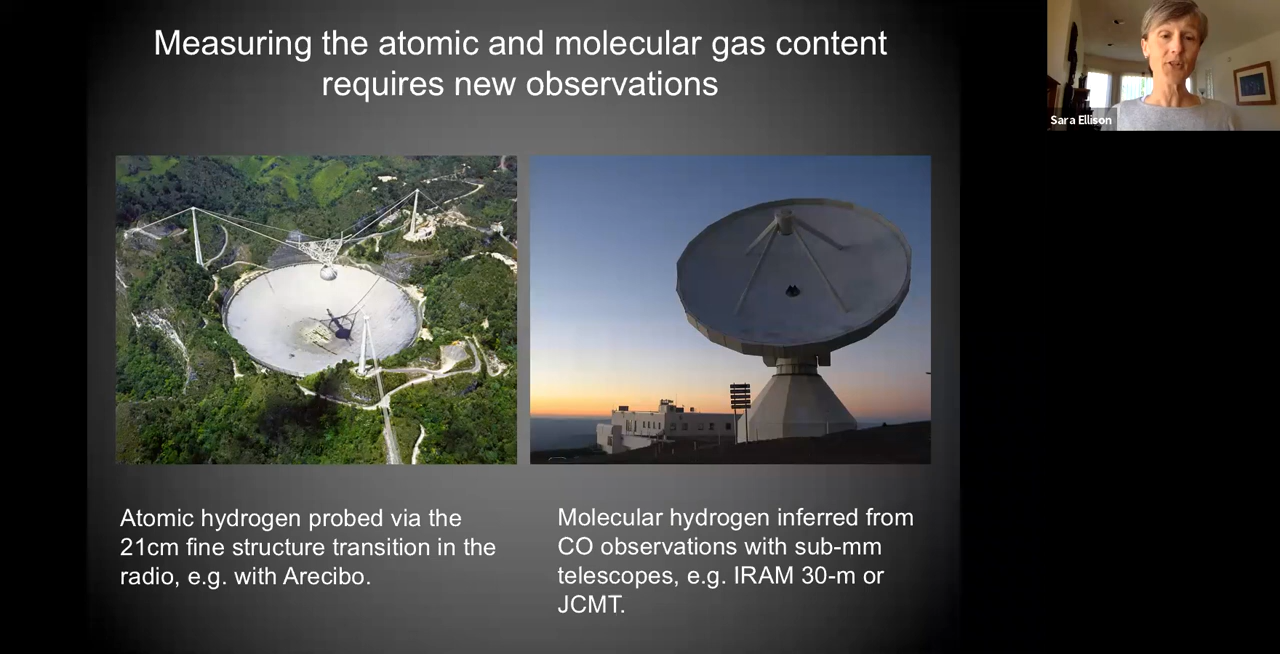 Measuring the atomic and molecular gas content
requires new observations
Sara Ellison
Atomic hydrogen probed via the
21cm fine structure transition in the
radio, e.g. with Arecibo.
Molecular hydrogen inferred from
CO observations with sub-mm
telescopes, e.g. IRAM 30-m or
JCMT.